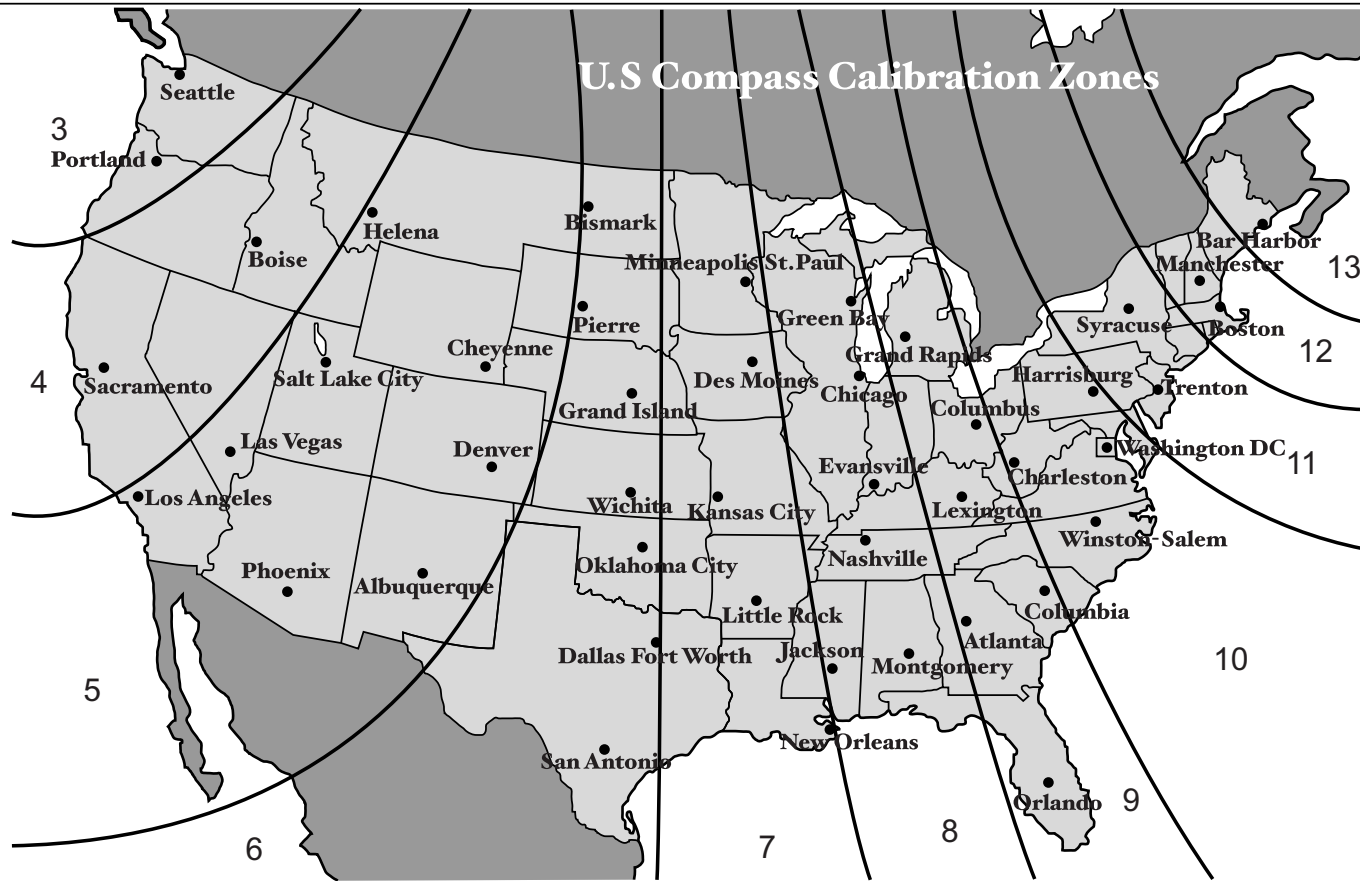 U.S Compass Calibration Zones
Seattle
3
Portland
Helena
Bismark
Boise
Bar Harbor
Minneapolis St.Paul
Manchester
13
Green Bay
Pierre
Syracuse
Boston
Cheyenne
Grand Rapids
12
4
Sacramento
Salt Lake City
Des Moines
Harrisburg
Trenton
Chicago
Grand Island
Columbus
Las Vegas
Denver
Washington DC
11
Evansville
Charleston
Los Angeles
Wichita
Kansas City
Lexington
Winston-Salem
Nashville
Oklahoma City
Phoenix
Albuquerque
Little Rock
Columbia
Atlanta
Dallas Fort Worth
Jackson
Montgomery
10
5
New Orleans
San Antonio
Orlando
9
8
7
6